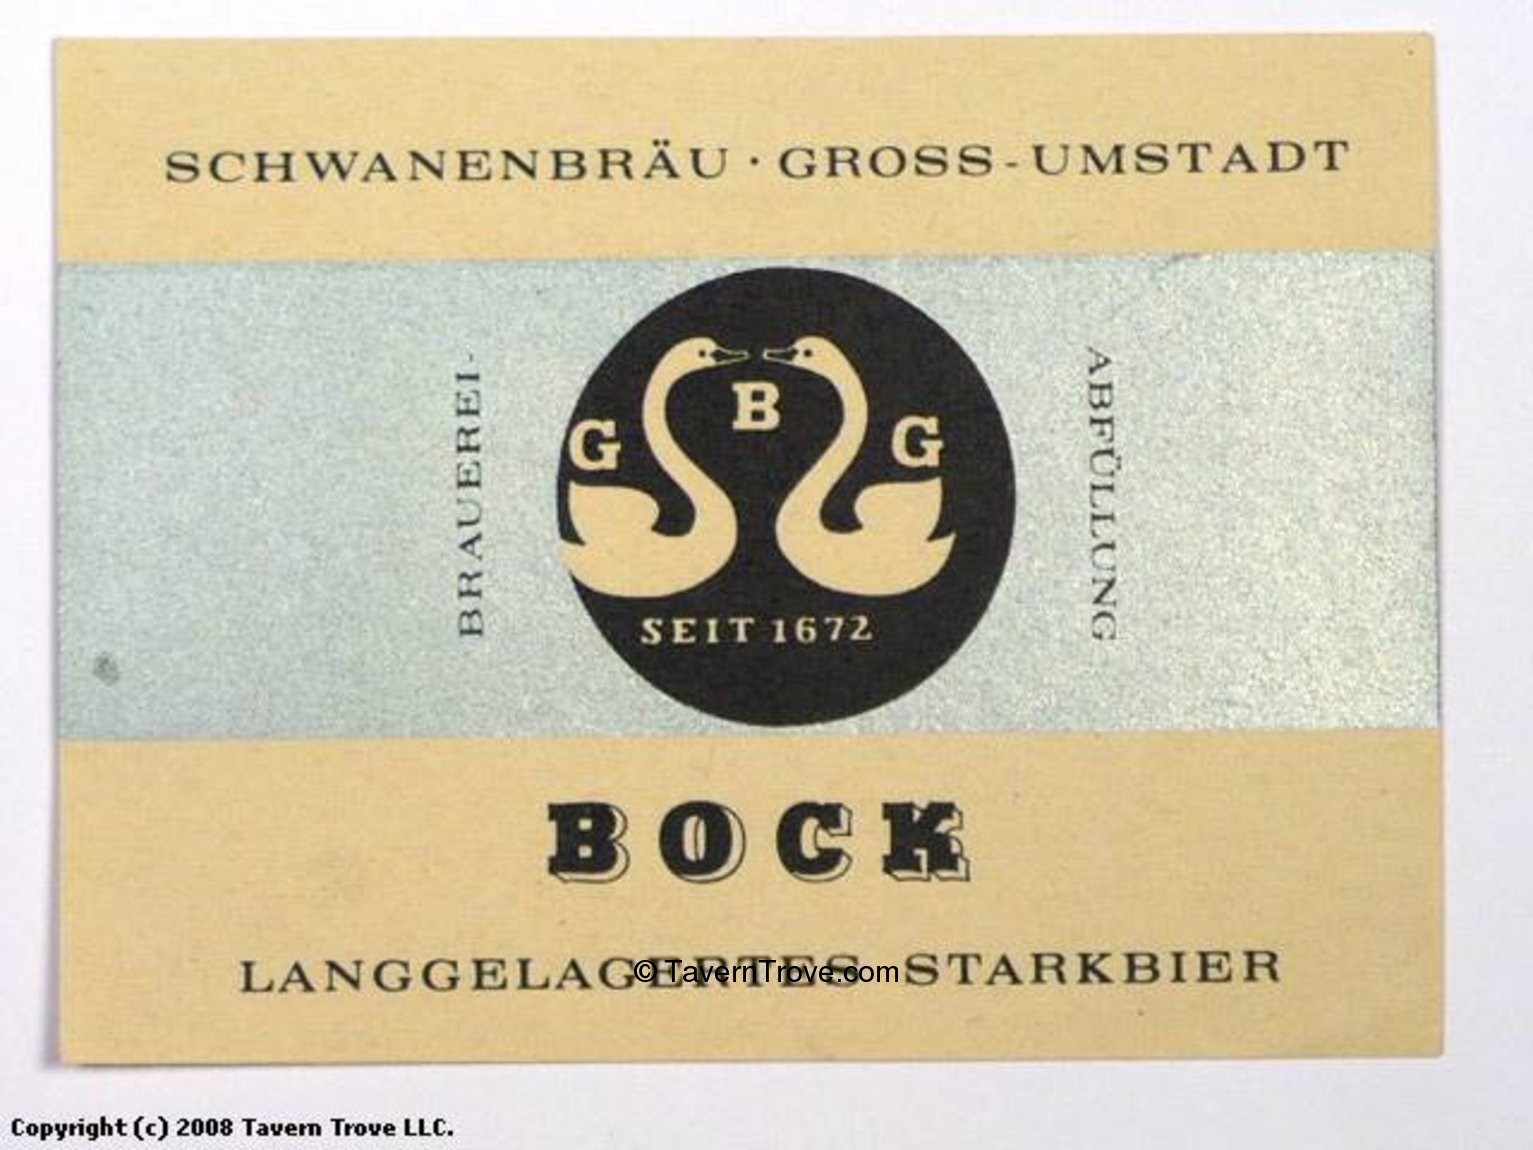 SCHWANENBRÄU · GROSS-UMSTADT
BRAUEREI-
G B G
SEIT 1672
ABFÜLLUNG
BOCK
LANGGELAGERTES STARKBIER
© TavernTrove.com
Copyright (c) 2008 Tavern Trove LLC.